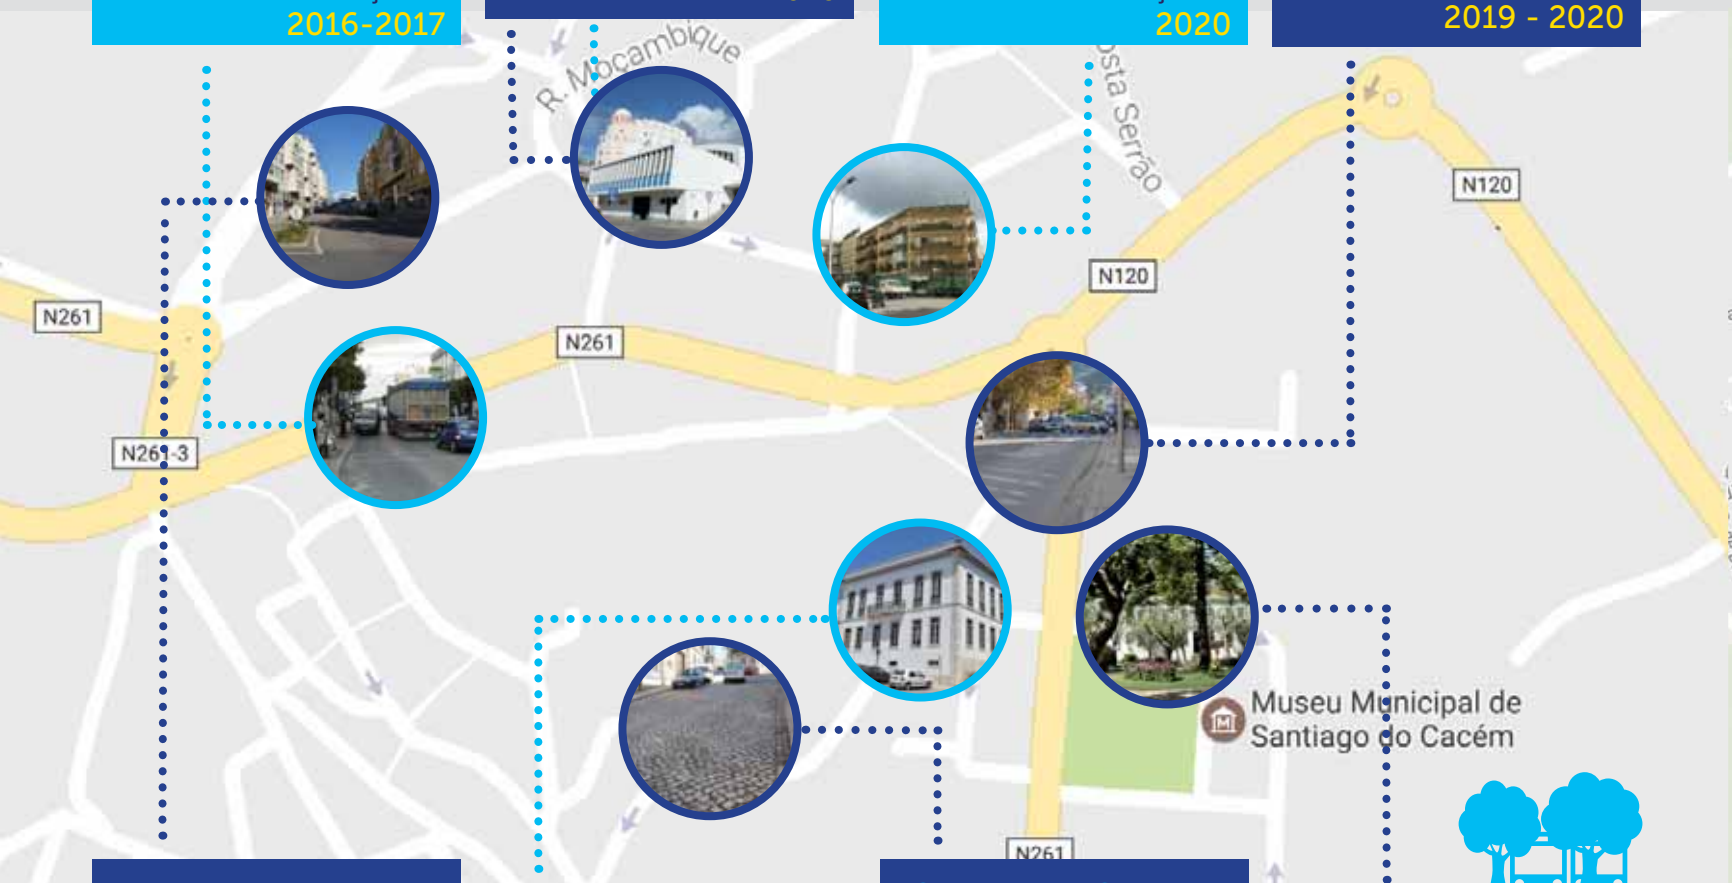 2016-2017
2020
2019 - 2020
R. Moçambique
osta Serrão
N120
N120
N261
N261
N261-3
Museu Municipal de
Santiago do Cacém
N261